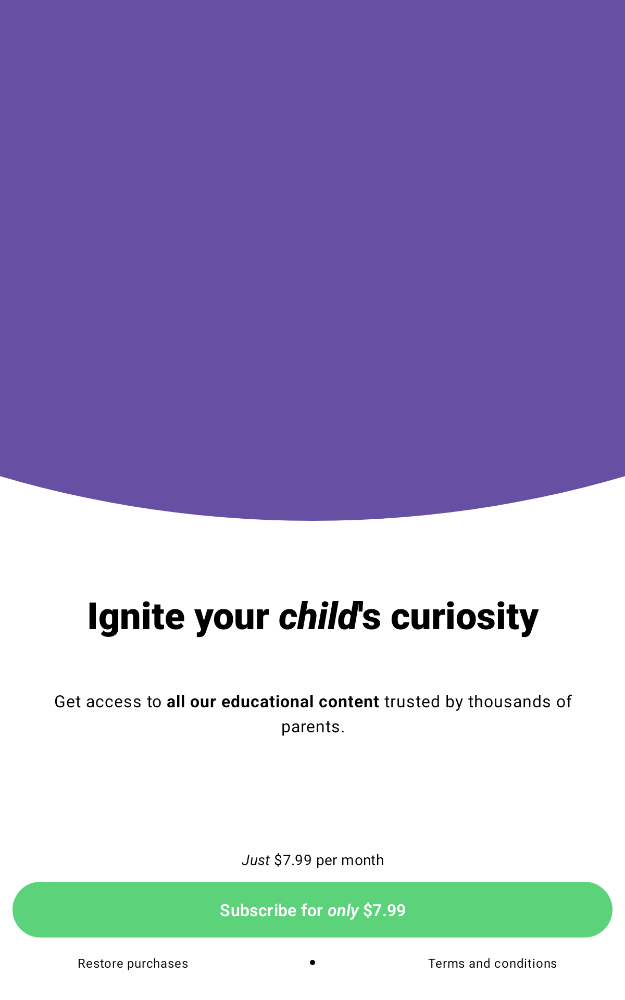 Ignite your child's curiosity
Get access to all our educational content trusted by thousands of
parents.
Just $7.99 per month
Subscribe for only $7.99
Restore purchases • Terms and conditions